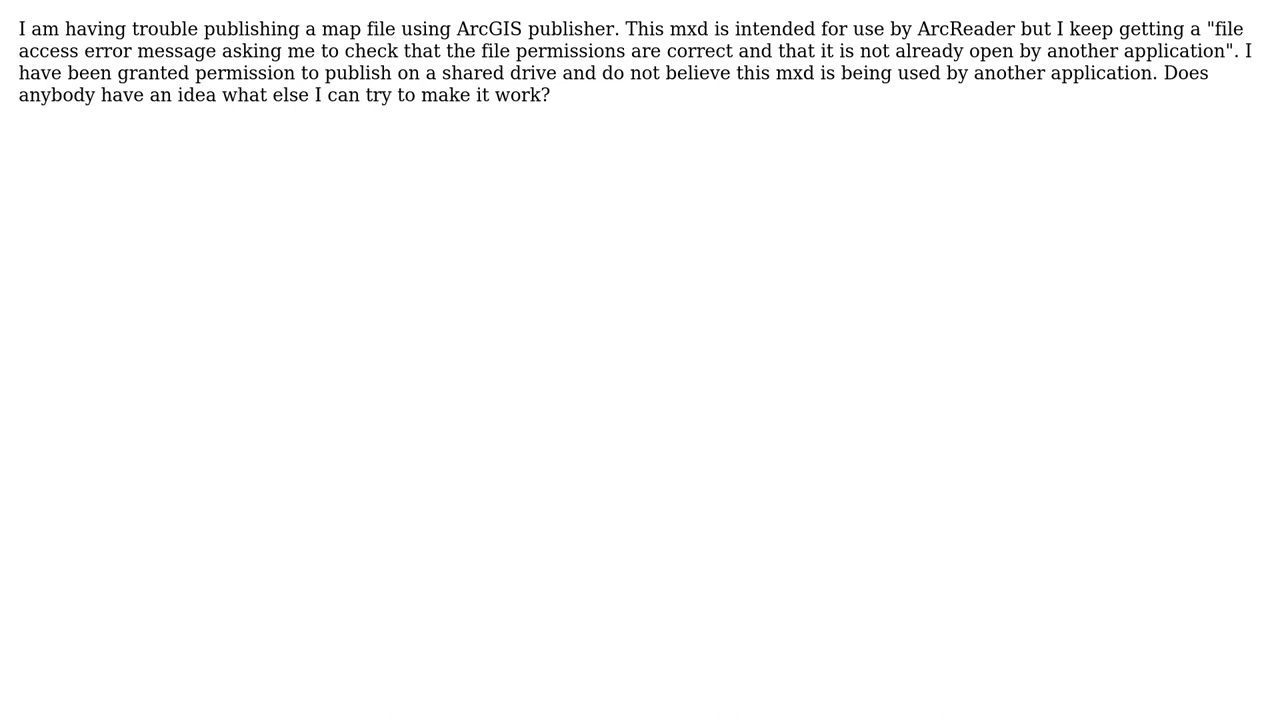 I am having trouble publishing a map file using ArcGIS publisher. This mxd is intended for use by ArcReader but I keep getting a "file
access error message asking me to check that the file permissions are correct and that it is not already open by another application". I
have been granted permission to publish on a shared drive and do not believe this mxd is being used by another application. Does
anybody have an idea what else I can try to make it work?